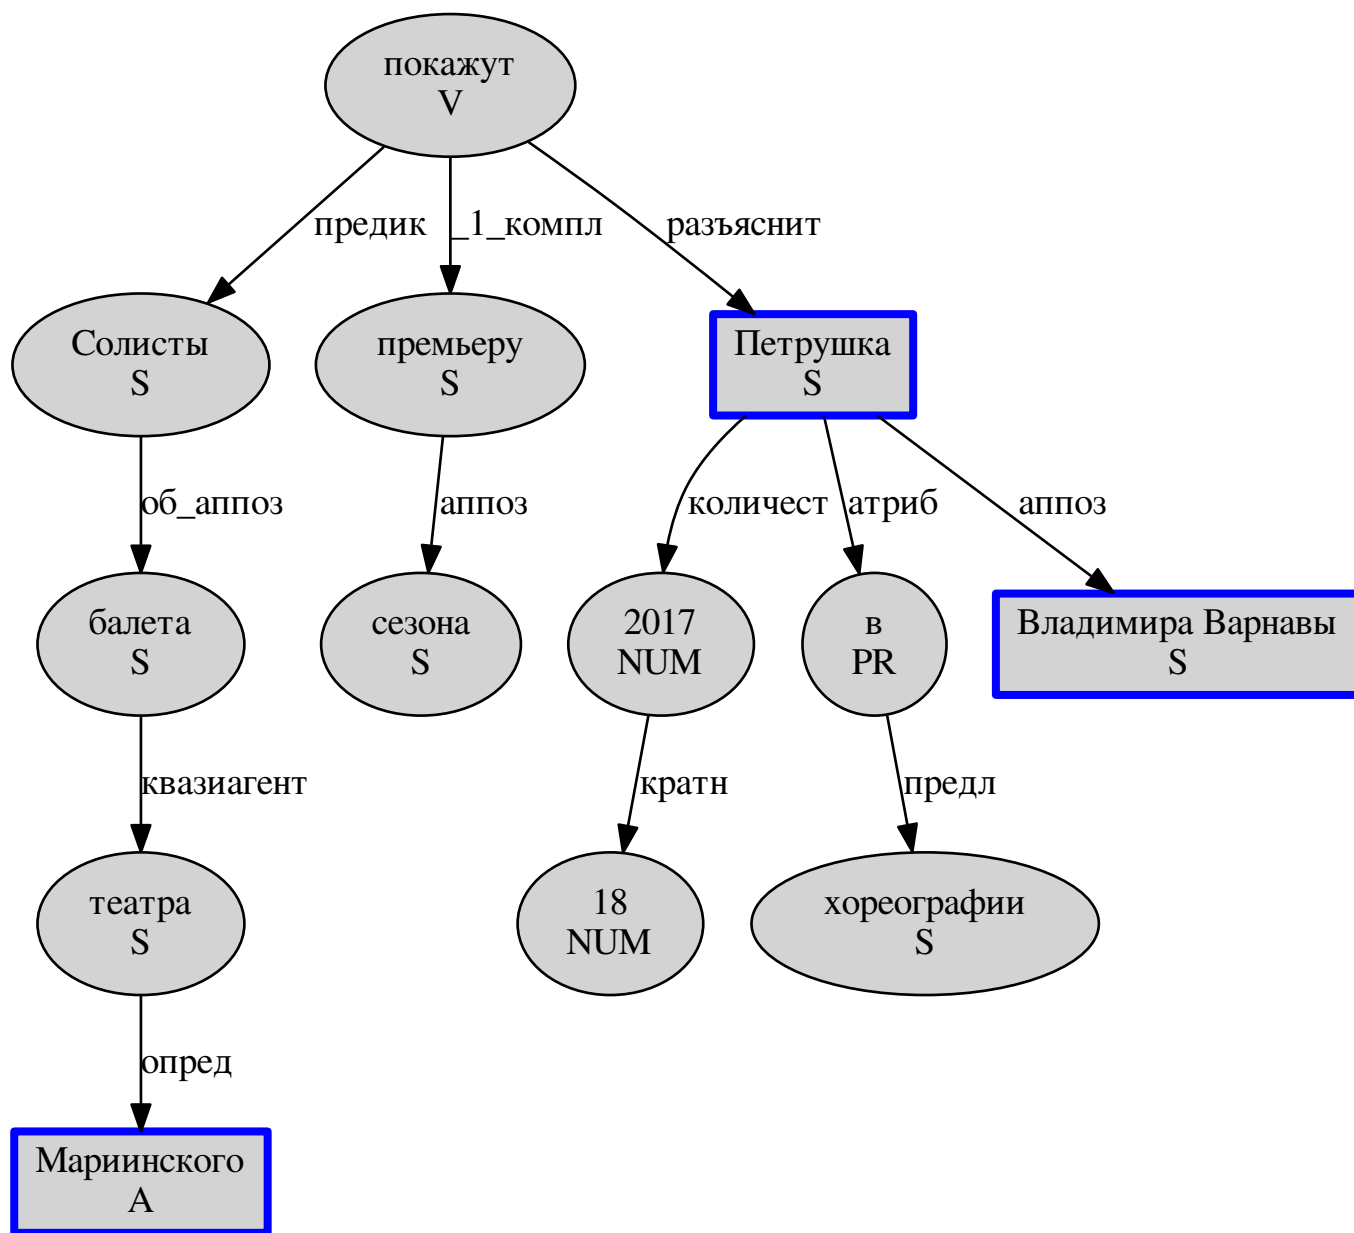 покажут
V
предик
_1_компл
разъяснит
Солисты
S
премьеру
S
Петрушка
S
об_аппоз
аппоз
количест
атриб
аппоз
балета
S
сезона
S
2017
NUM
в
PR
Владимира Варнавы
S
квазиагент
кратн
предл
театра
S
18
NUM
хореографии
S
опред
Мариинского
A